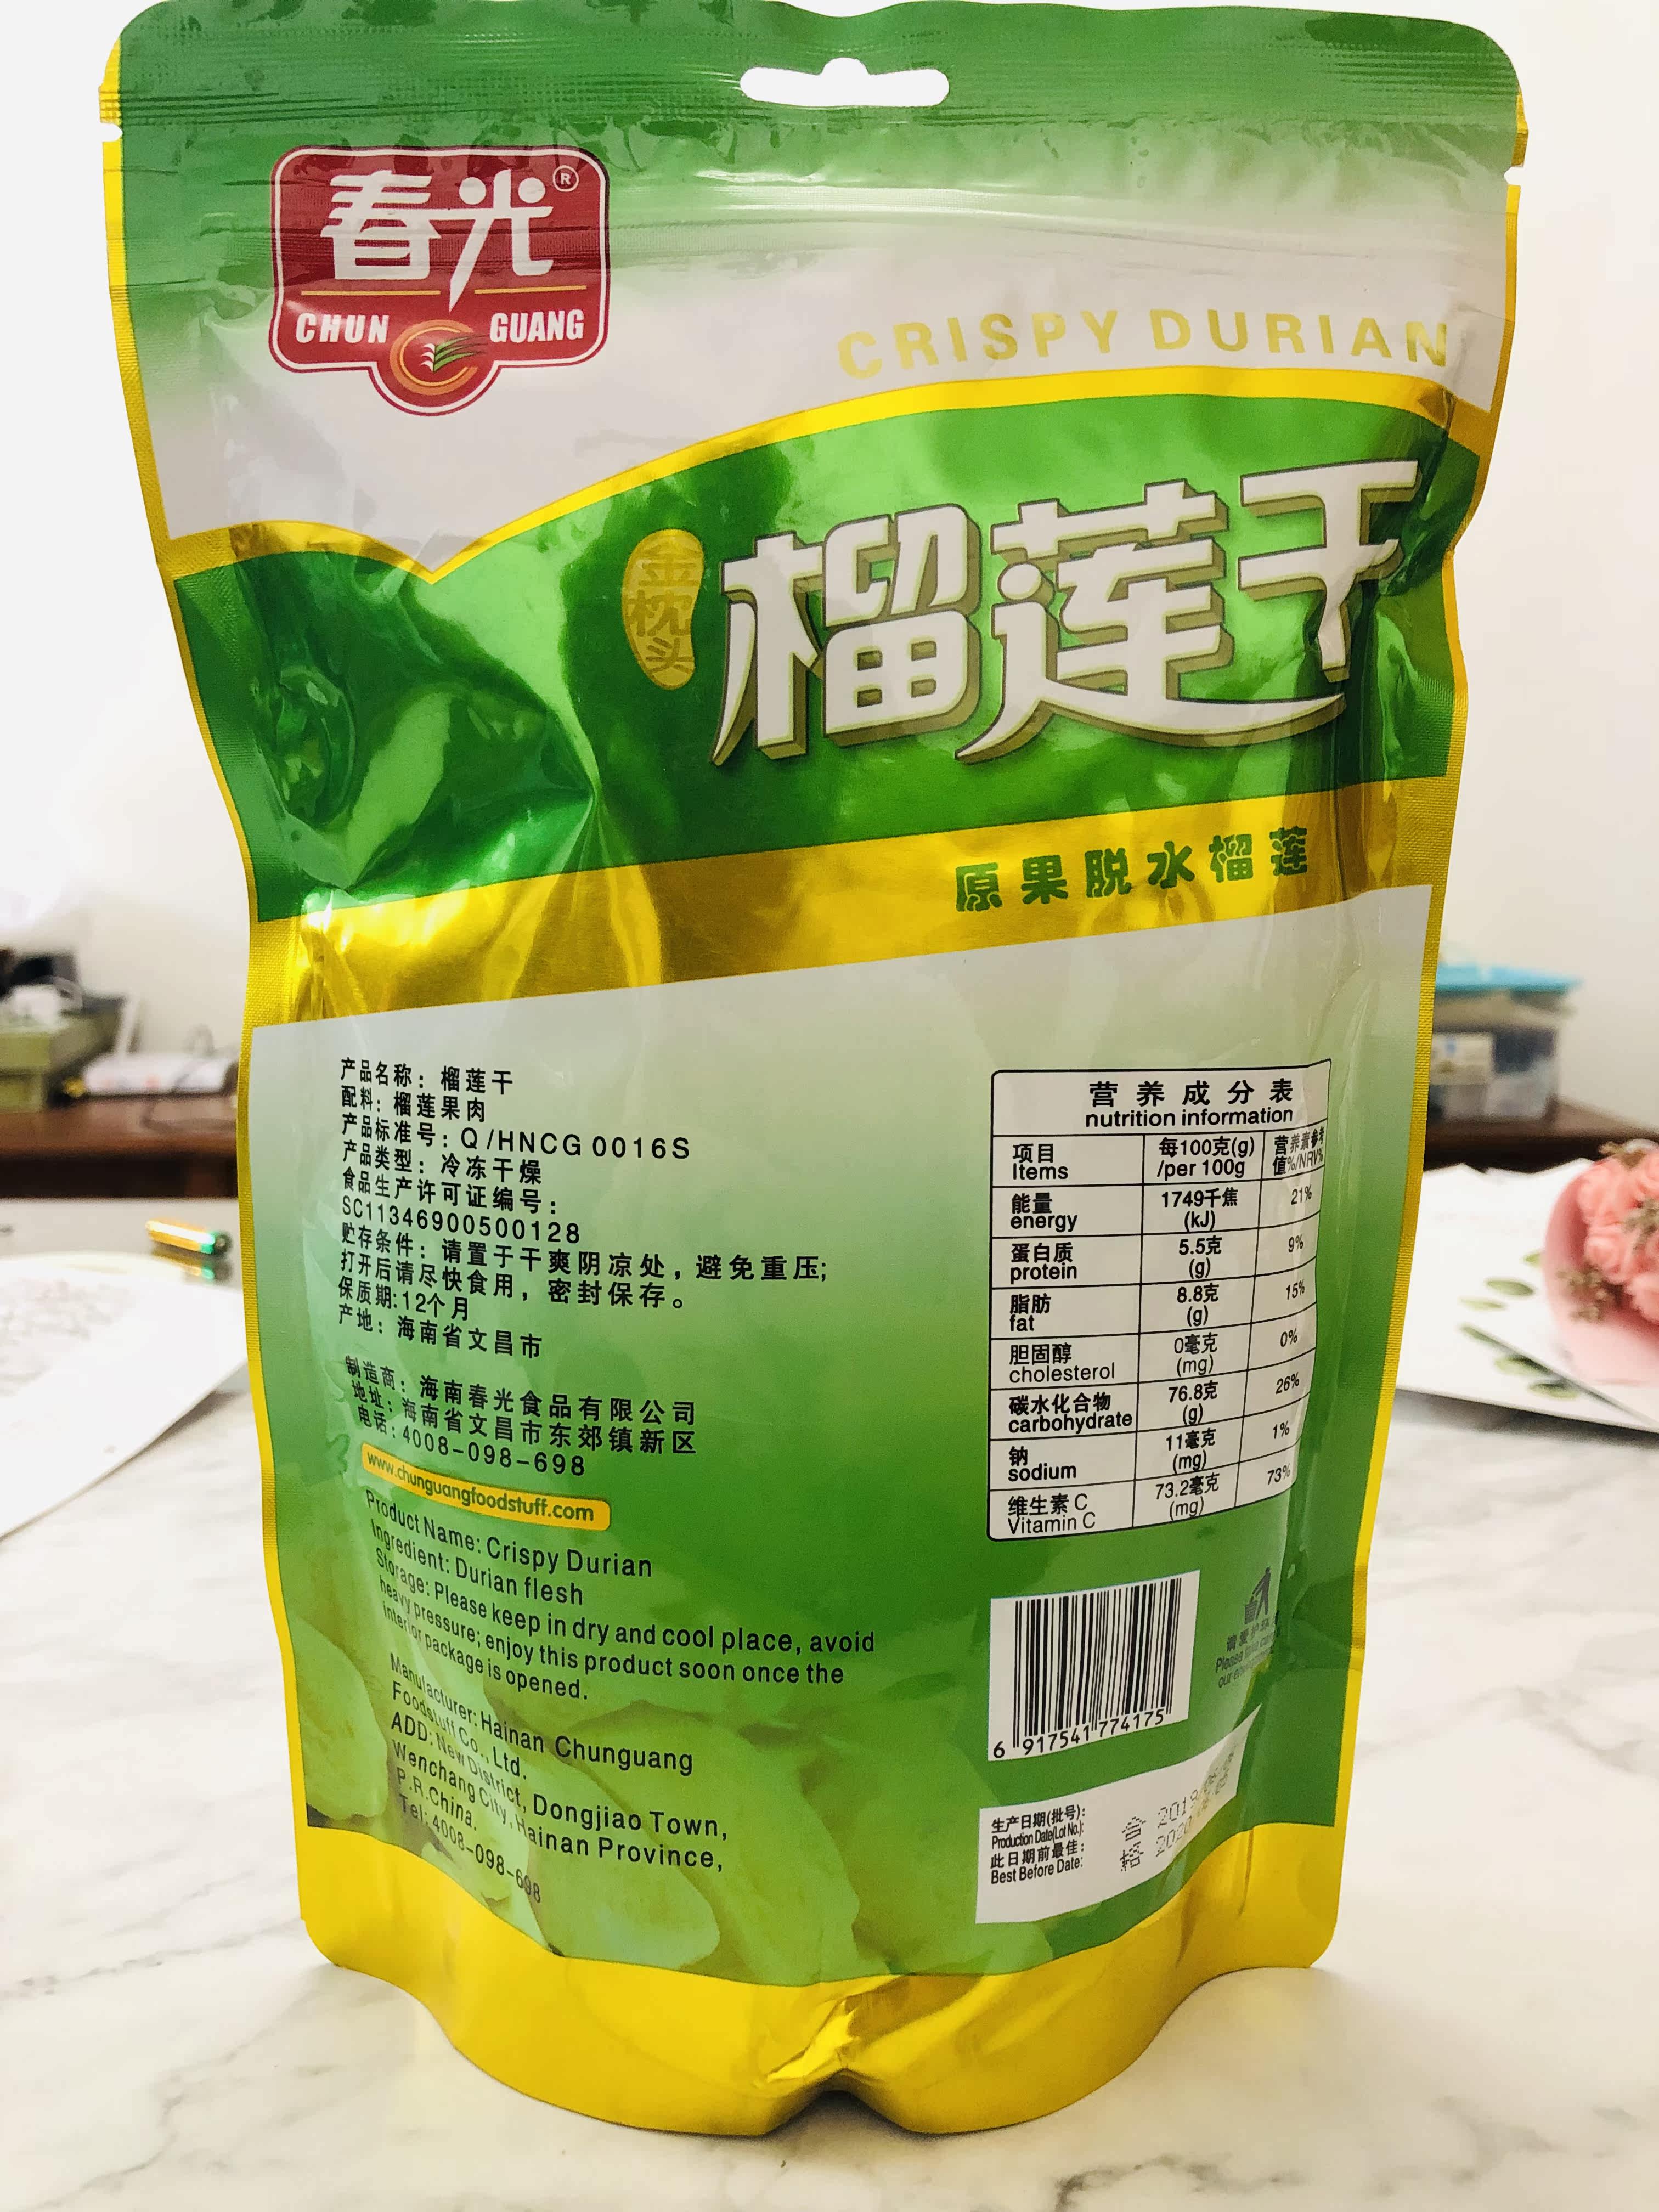 春光®
CHUN GUANG
CRISPY DURIAN
金枕头
榴莲干
原果脱水榴莲
产品名称：榴莲干
配料：榴莲果肉
产品标准号：Q/HNCG 0016S
产品类型：冷冻干燥
食品生产许可证编号：
SC11346900500128
贮存条件：请置于干爽阴凉处，避免重压;
打开后请尽快食用，密封保存。
保质期:12个月
产地：海南省文昌市
制造商：海南春光食品有限公司
地址：海南省文昌市东郊镇新区
电话：4008-098-698
www.chunguangfoodstuff.com
Product Name: Crispy Durian
Ingredient: Durian flesh
Storage: Please keep in dry and cool place, avoid
heavy pressure; enjoy this product soon once the
interior package is opened.
Manufacturer: Hainan Chunguang
Foodstuff Co., Ltd.
ADD: New District, Dongjiao Town,
Wenchang City, Hainan Province,
P.R.China.
Tel: 4008-098-698
营养成分表
nutrition information
项目 每100克(g) 营养素参考
Items /per 100g 值%/NRV%
能量 1749千焦 21%
energy (kJ)
蛋白质 5.5克 9%
protein (g)
脂肪 8.8克 15%
fat (g)
胆固醇 0毫克 0%
cholesterol (mg)
碳水化合物 76.8克 26%
carbohydrate (g)
钠 11毫克 1%
sodium (mg)
维生素 C 73.2毫克 73%
Vitamin C (mg)
6 917541 774175
Please
生产日期(批号):
Production Date(Lot No.):
此日期前最佳:
Best Before Date:
合格